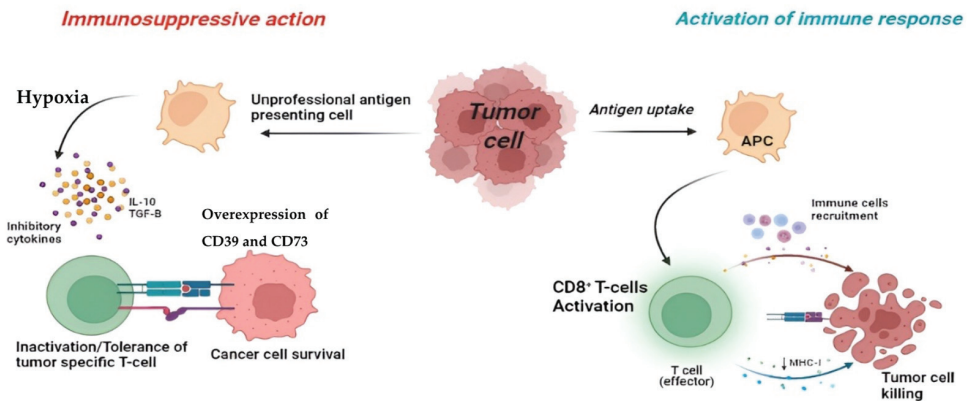 Immunosuppressive action
Activation of immune response
Hypoxia
Unprofessional antigen
presenting cell
Tumor
cell
Antigen uptake
APC
IL-10
TGF-B
Inhibitory
cytokines
Overexpression of
CD39 and CD73
Immune cells
recruitment
CD8⁺ T-cells
Activation
Inactivation/Tolerance of
tumor specific T-cell
Cancer cell survival
T cell
(effector)
↓ MHC-I
Tumor cell
killing